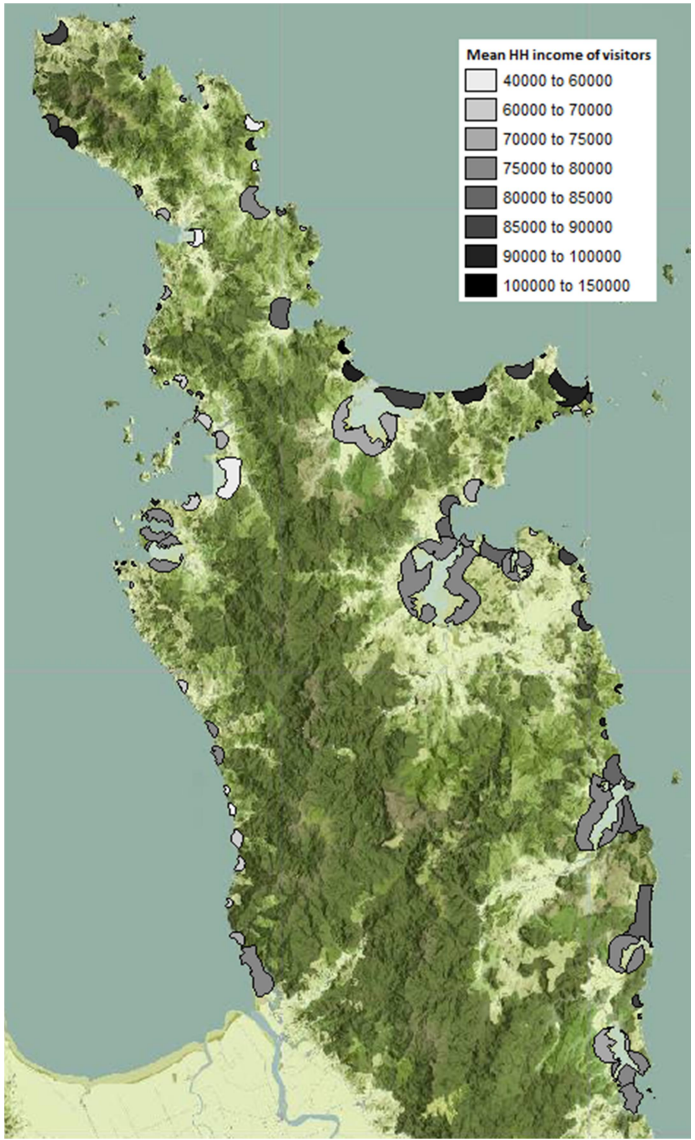 Mean HH income of visitors
40000 to 60000
60000 to 70000
70000 to 75000
75000 to 80000
80000 to 85000
85000 to 90000
90000 to 100000
100000 to 150000